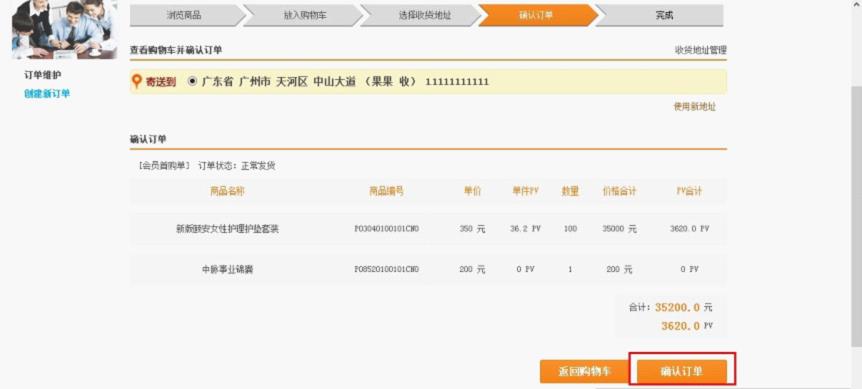 浏览商品 放入购物车 选择收货地址 确认订单 完成
查看购物车并确认订单 收货地址管理
订单维护
创建新订单
寄送到 广东省 广州市 天河区 中山大道 (果果 收) 11111111111
使用新地址
确认订单
[会员首购单] 订单状态: 正常发货
商品名称 商品编号 单价 单件PV 数量 价格合计 PV合计
新颐安女性护理护垫套装 PO3040100101CN0 350 元 36.2 PV 100 35000 元 3620.0 PV
中脉事业锦囊 PO8520100101CN0 200 元 0 PV 1 200 元 0 PV
合计: 35200.0 元
3620.0 PV
返回购物车 确认订单